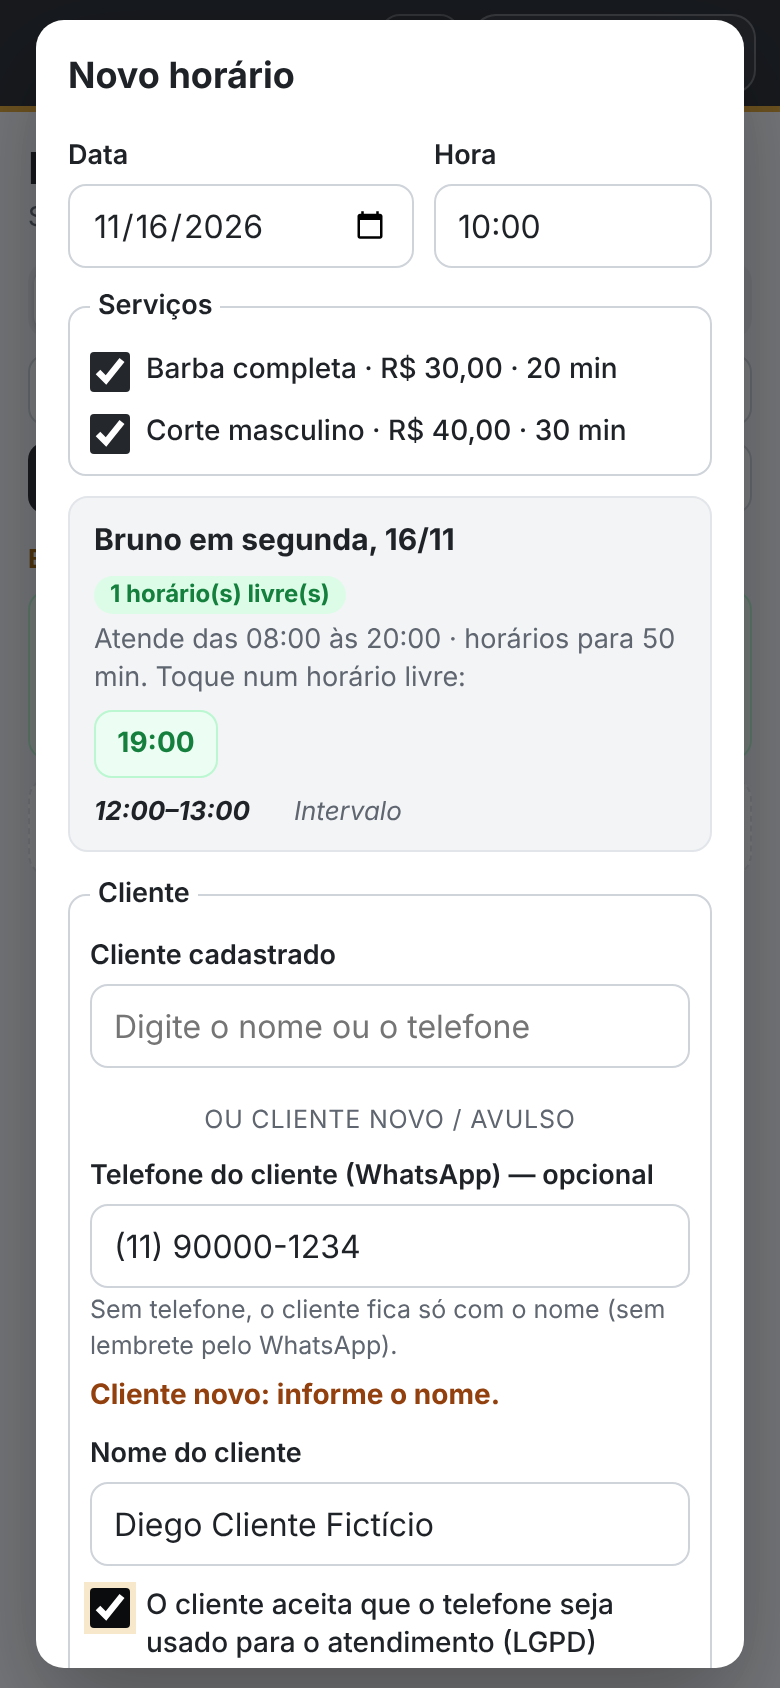 Novo horário
Data
Hora
11/16/2026
10:00
Serviços
Barba completa · R$ 30,00 · 20 min
Corte masculino · R$ 40,00 · 30 min
Bruno em segunda, 16/11
1 horário(s) livre(s)
Atende das 08:00 às 20:00 · horários para 50
min. Toque num horário livre:
19:00
12:00–13:00 Intervalo
Cliente
Cliente cadastrado
Digite o nome ou o telefone
OU CLIENTE NOVO / AVULSO
Telefone do cliente (WhatsApp) — opcional
(11) 90000-1234
Sem telefone, o cliente fica só com o nome (sem
lembrete pelo WhatsApp).
Cliente novo: informe o nome.
Nome do cliente
Diego Cliente Fictício
O cliente aceita que o telefone seja
usado para o atendimento (LGPD)